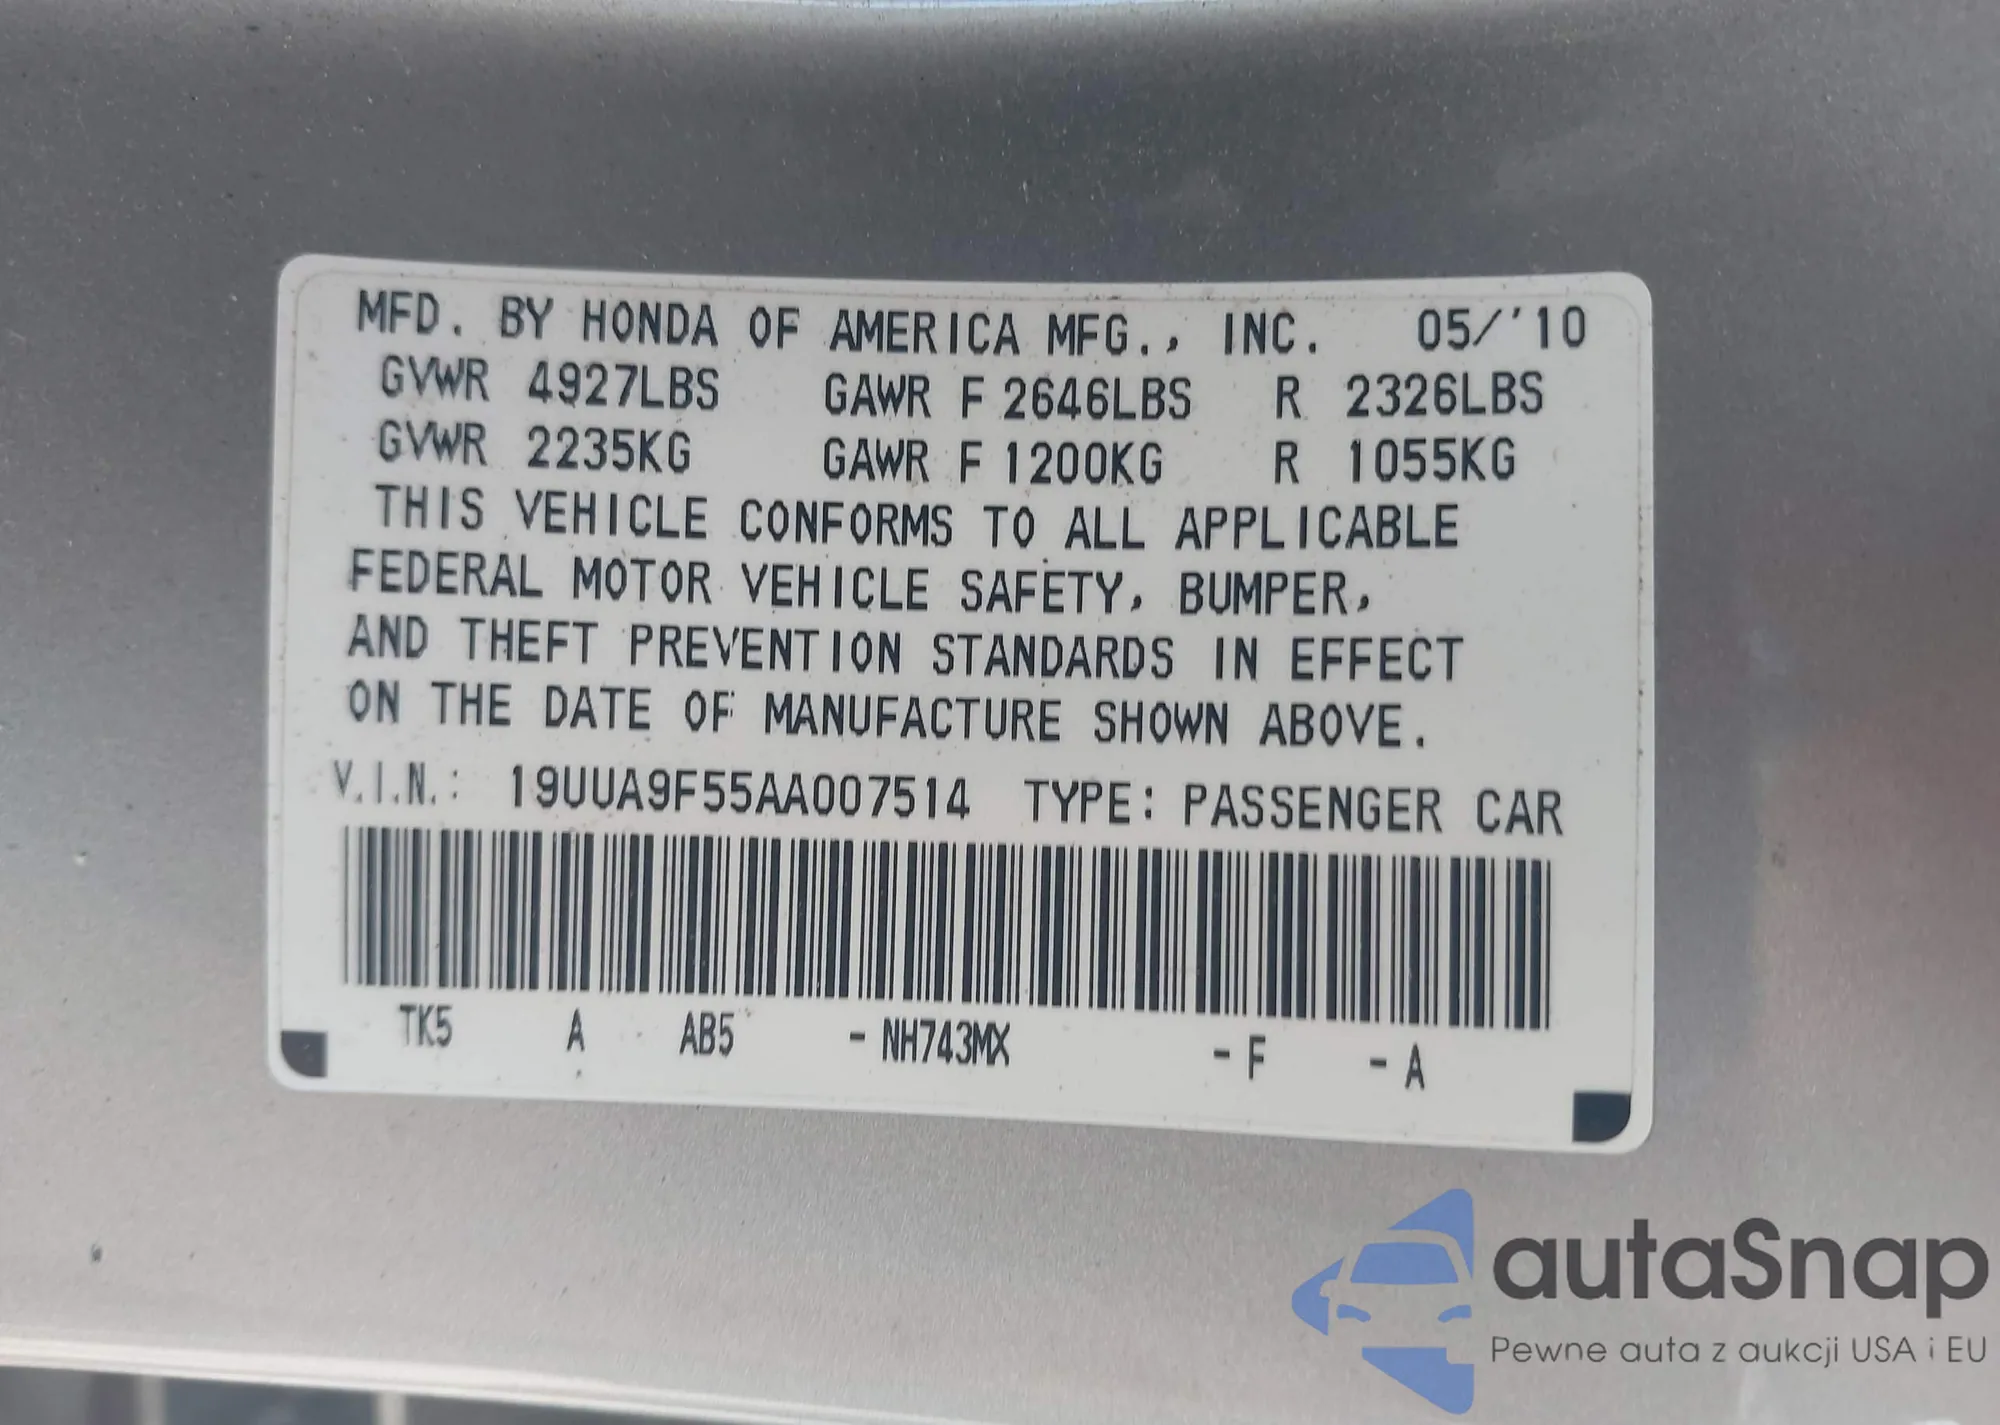 MFD. BY HONDA OF AMERICA MFG., INC. 05/'10
GVWR 4927LBS GAWR F 2646LBS R 2326LBS
GVWR 2235KG GAWR F 1200KG R 1055KG
THIS VEHICLE CONFORMS TO ALL APPLICABLE
FEDERAL MOTOR VEHICLE SAFETY, BUMPER,
AND THEFT PREVENTION STANDARDS IN EFFECT
ON THE DATE OF MANUFACTURE SHOWN ABOVE.
V.I.N.: 19UUA9F55AA007514 TYPE: PASSENGER CAR
TK5 A AB5 - NH743MX - F - A
autaSnap
Pewne auta z aukcji USA i EU